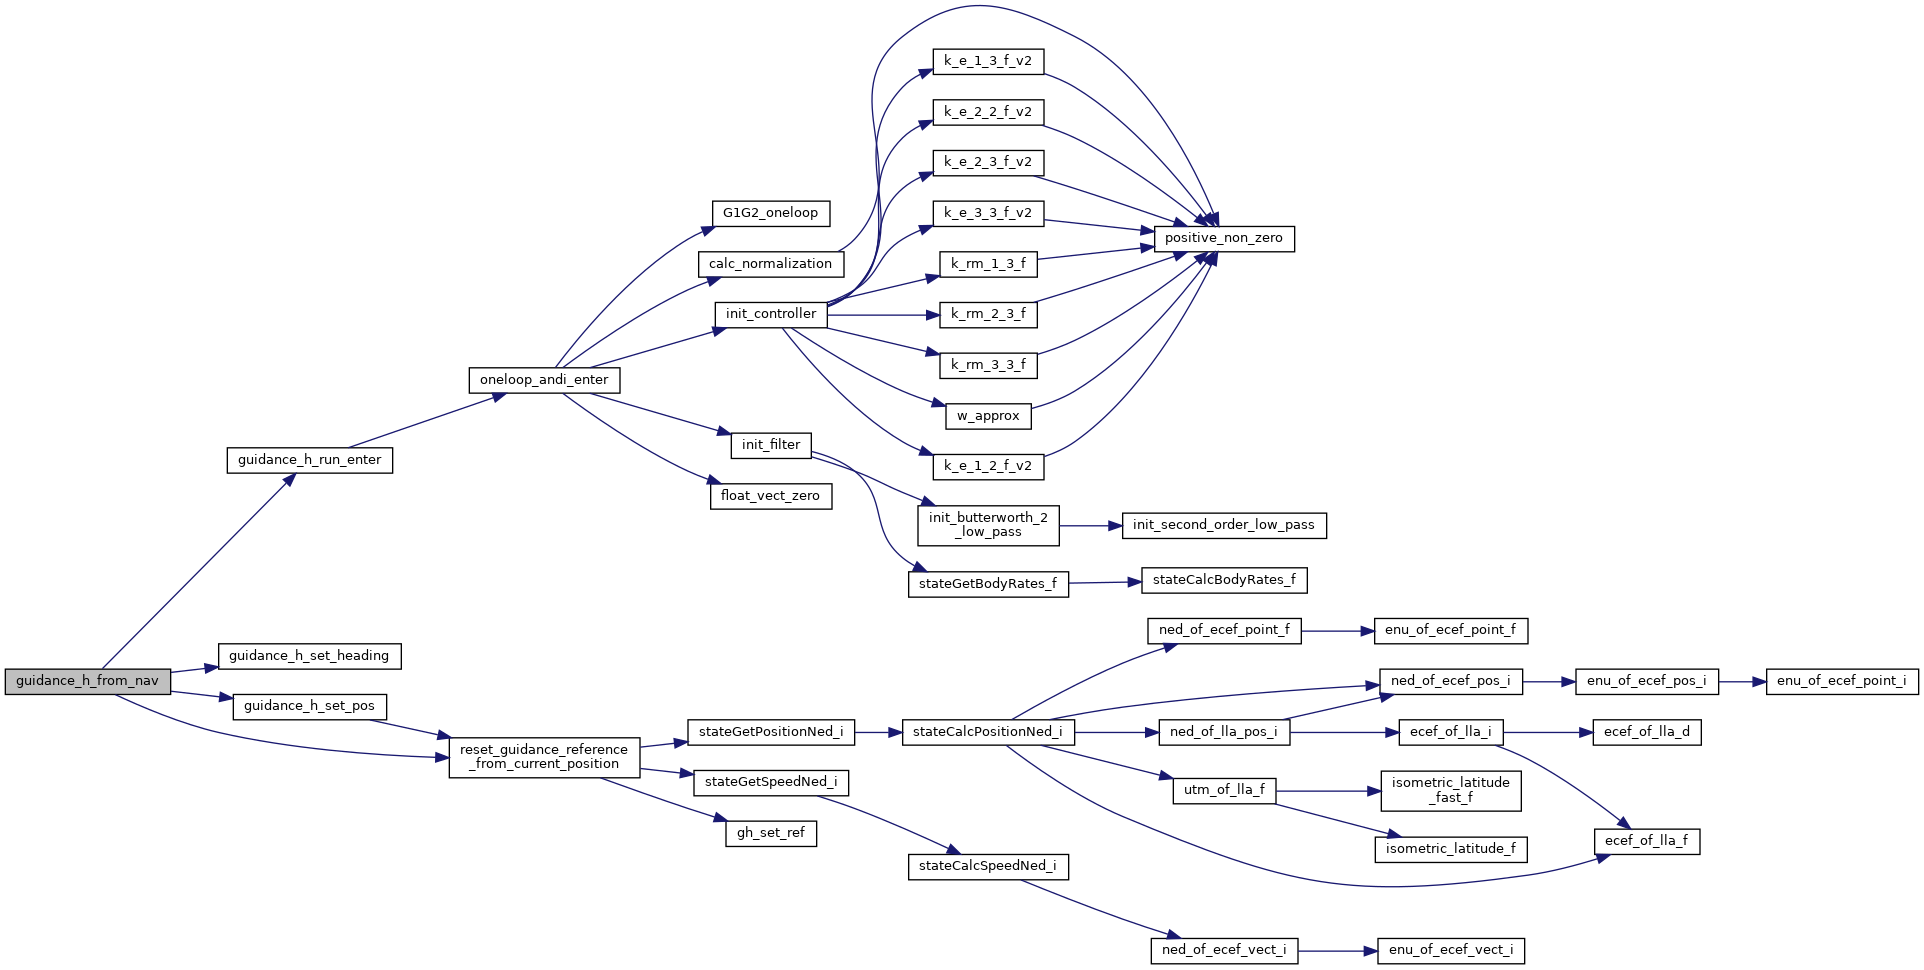 k_e_1_3_f_v2
k_e_2_2_f_v2
k_e_2_3_f_v2
G1G2_oneloop
k_e_3_3_f_v2
positive_non_zero
calc_normalization
k_rm_1_3_f
init_controller
k_rm_2_3_f
k_rm_3_3_f
oneloop_andi_enter
w_approx
init_filter
guidance_h_run_enter
k_e_1_2_f_v2
float_vect_zero
init_butterworth_2
_low_pass
init_second_order_low_pass
stateGetBodyRates_f
stateCalcBodyRates_f
ned_of_ecef_point_f
enu_of_ecef_point_f
guidance_h_set_heading
guidance_h_from_nav
ned_of_ecef_pos_i
enu_of_ecef_pos_i
enu_of_ecef_point_i
guidance_h_set_pos
stateGetPositionNed_i
stateCalcPositionNed_i
ned_of_lla_pos_i
ecef_of_lla_i
ecef_of_lla_d
reset_guidance_reference
_from_current_position
stateGetSpeedNed_i
utm_of_lla_f
isometric_latitude
_fast_f
gh_set_ref
isometric_latitude_f
ecef_of_lla_f
stateCalcSpeedNed_i
ned_of_ecef_vect_i
enu_of_ecef_vect_i